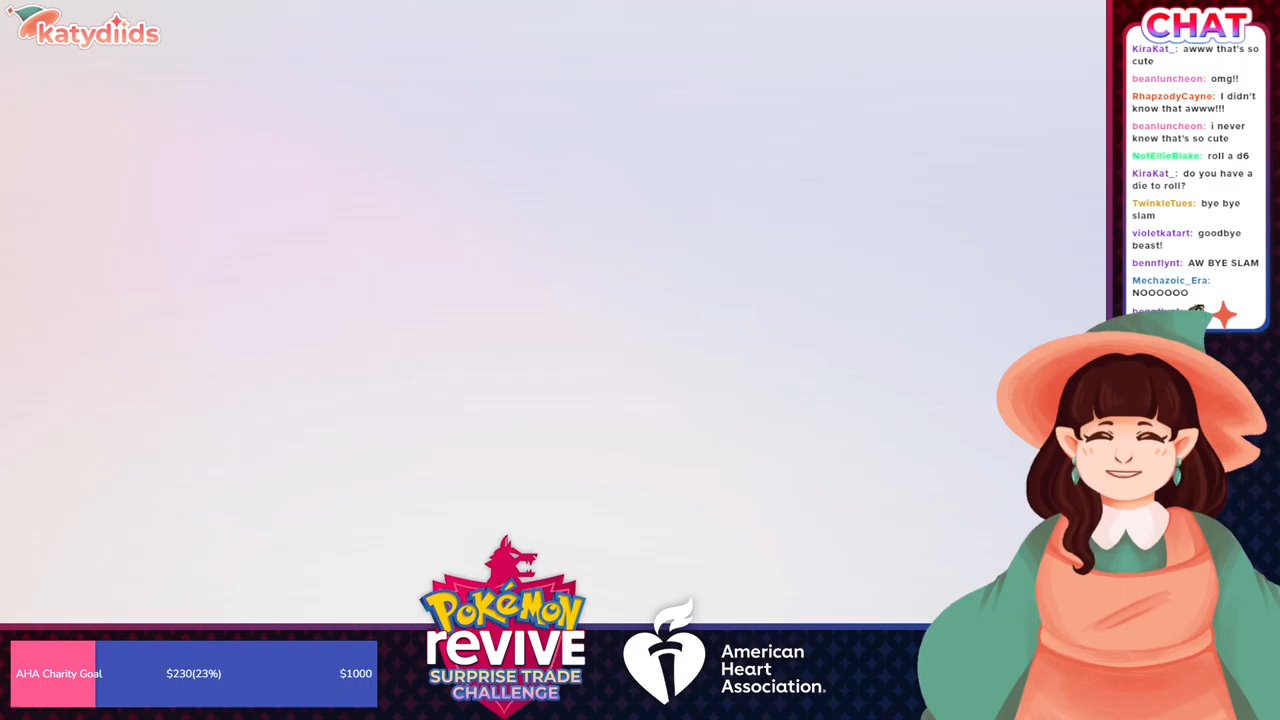 katydiids
CHAT
KiraKat_: awww that's so
cute
beanluncheon: omg!!
RhapzodyCayne: I didn't
know that awww!!!
beanluncheon: i never
knew that's so cute
NotEllieBlake: roll a d6
KiraKat_: do you have a
die to roll?
TwinkleTues: bye bye
slam
violetkatart: goodbye
beast!
bennflynt: AW BYE SLAM
Mechazoic_Era:
NOOOOOO
AHA Charity Goal
$230(23%)
$1000
POKéMON
reViVE
SURPRISE TRADE
CHALLENGE
American
Heart
Association.